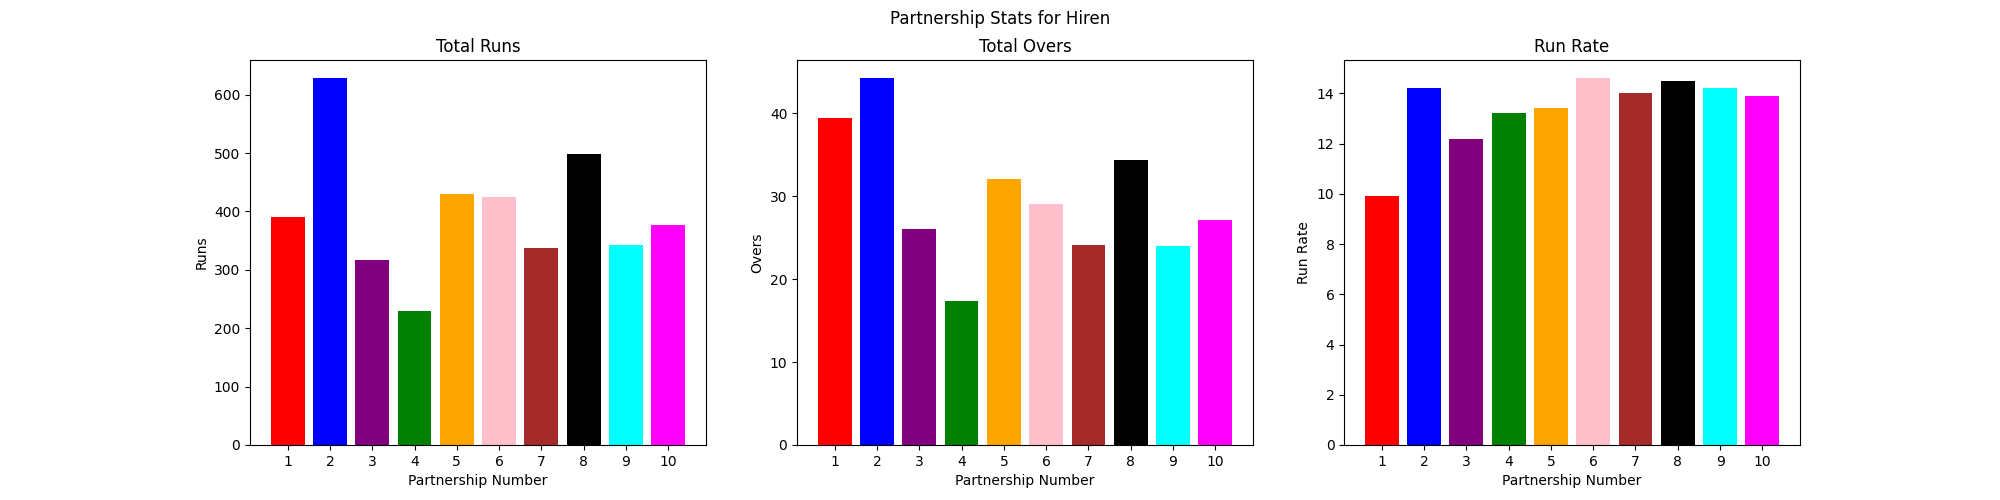 Partnership Stats for Hiren
Total Runs
Runs
600
500
400
300
200
100
0
1 2 3 4 5 6 7 8 9 10
Partnership Number
Total Overs
Overs
40
30
20
10
0
1 2 3 4 5 6 7 8 9 10
Partnership Number
Run Rate
Run Rate
14
12
10
8
6
4
2
0
1 2 3 4 5 6 7 8 9 10
Partnership Number